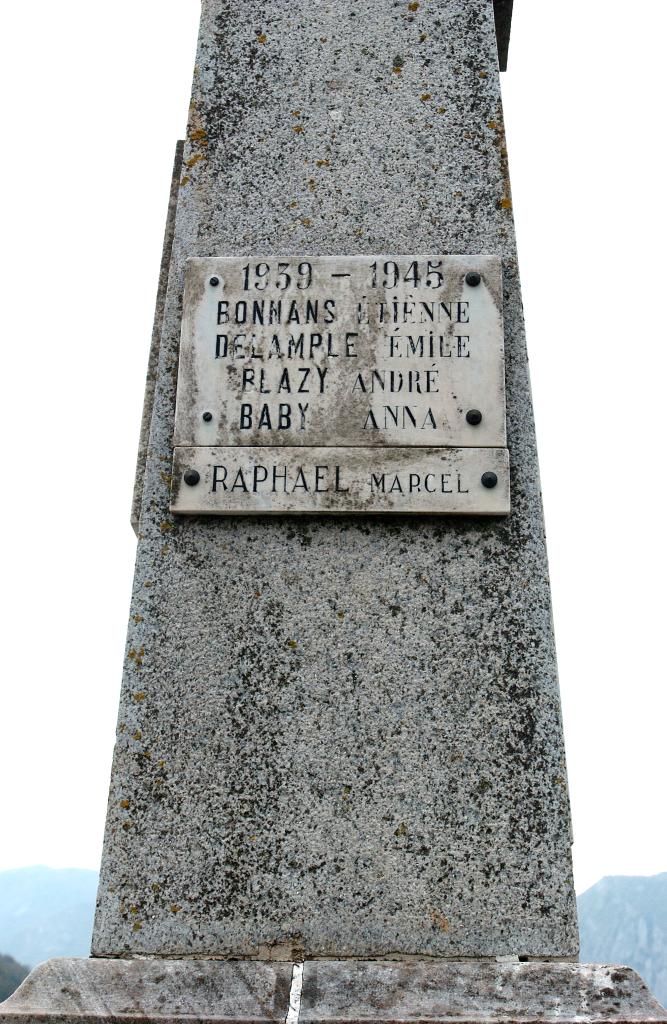 1939 - 1945
BONNANS ÉTIENNE
DELAMPLE ÉMILE
BLAZY ANDRÉ
BABY ANNA
RAPHAEL MARCEL